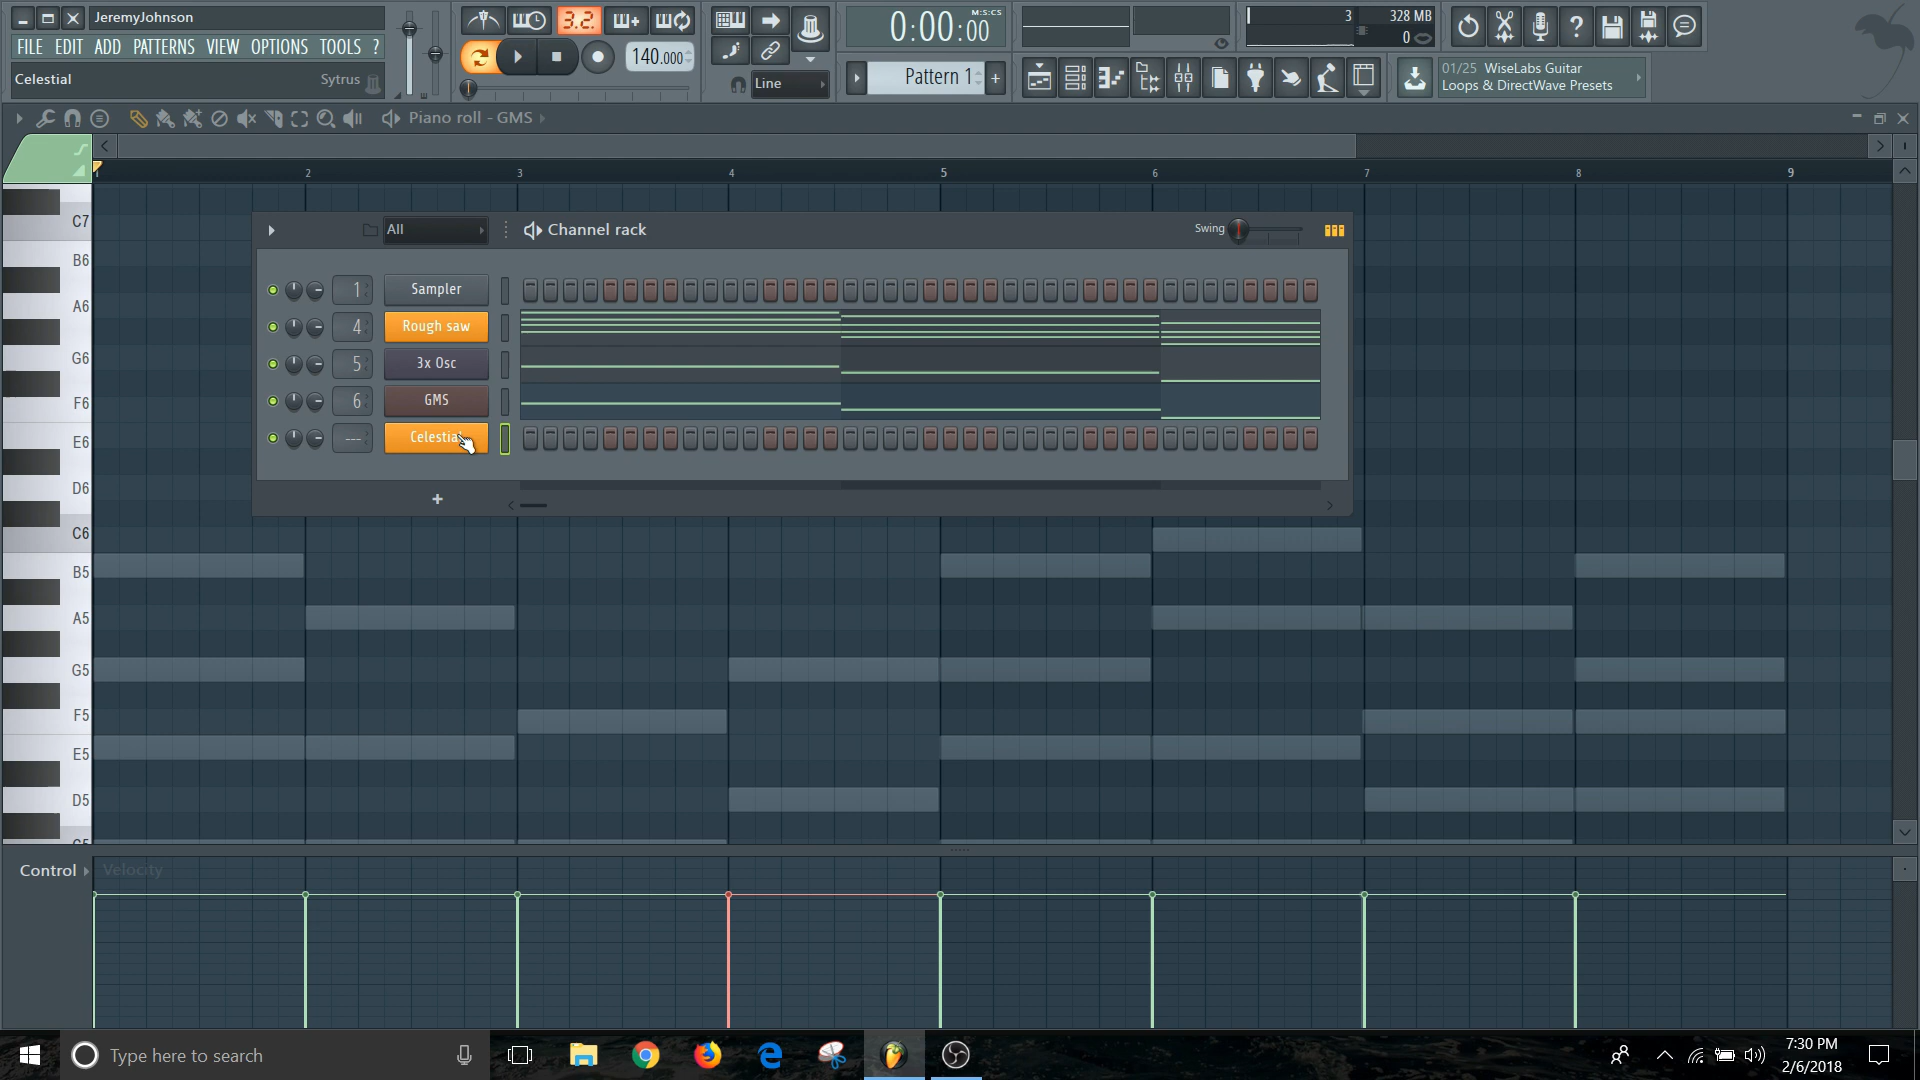 JeremyJohnson
FILE EDIT ADD PATTERNS VIEW OPTIONS TOOLS ?
Celestial Sytrus
3.2.
140.000
M:S:CS
0:00:00
Line
Pattern 1
+
3
328 MB
0
01/25 WiseLabs Guitar
Loops & DirectWave Presets
Piano roll - GMS
1 2 3 4 5 6 7 8 9
All
Channel rack
Swing
1 Sampler
4 Rough saw
5 3x Osc
6 GMS
--- Celestial
+
C7
B6
A6
G6
F6
E6
D6
C6
B5
A5
G5
F5
E5
D5
C5
Control Velocity
Type here to search
7:30 PM
2/6/2018